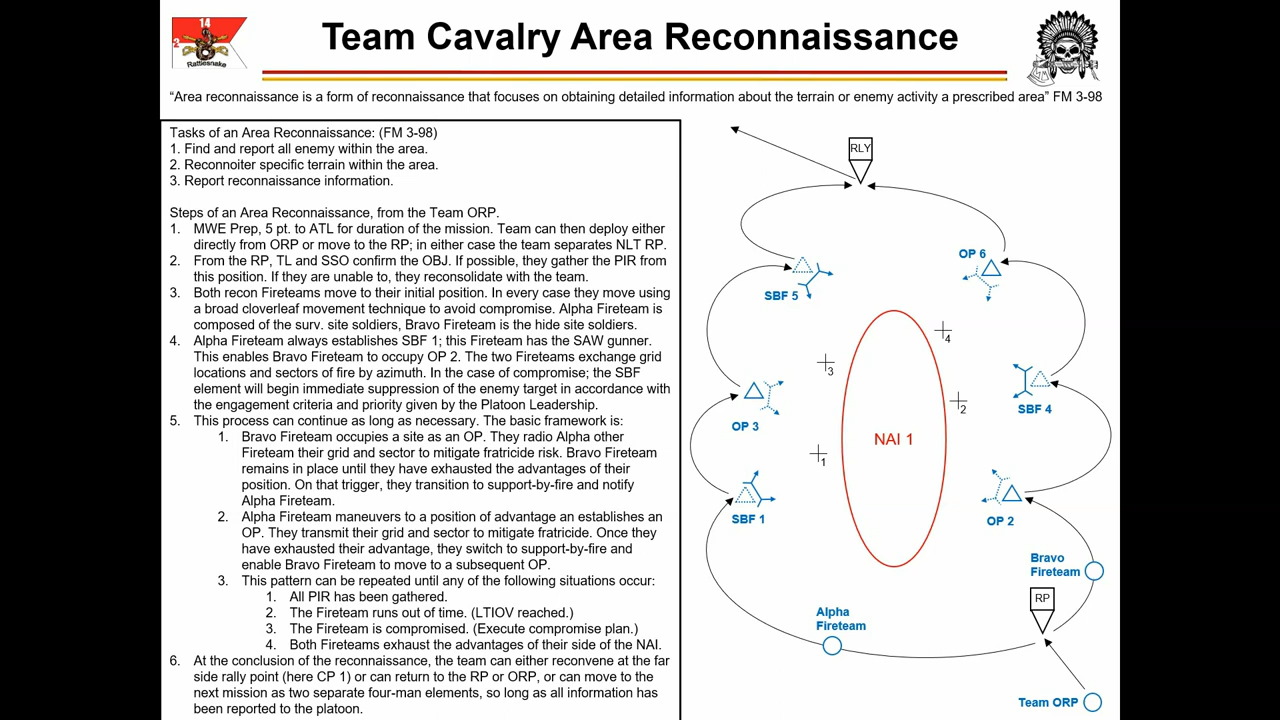 14
2
Rattlesnake
Team Cavalry Area Reconnaissance
“Area reconnaissance is a form of reconnaissance that focuses on obtaining detailed information about the terrain or enemy activity a prescribed area” FM 3-98
Tasks of an Area Reconnaissance: (FM 3-98)
1. Find and report all enemy within the area.
2. Reconnoiter specific terrain within the area.
3. Report reconnaissance information.
Steps of an Area Reconnaissance, from the Team ORP.
1. MWE Prep, 5 pt. to ATL for duration of the mission. Team can then deploy either
directly from ORP or move to the RP; in either case the team separates NLT RP.
2. From the RP, TL and SSO confirm the OBJ. If possible, they gather the PIR from
this position. If they are unable to, they reconsolidate with the team.
3. Both recon Fireteams move to their initial position. In every case they move using
a broad cloverleaf movement technique to avoid compromise. Alpha Fireteam is
composed of the surv. site soldiers, Bravo Fireteam is the hide site soldiers.
4. Alpha Fireteam always establishes SBF 1; this Fireteam has the SAW gunner.
This enables Bravo Fireteam to occupy OP 2. The two Fireteams exchange grid
locations and sectors of fire by azimuth. In the case of compromise; the SBF
element will begin immediate suppression of the enemy target in accordance with
the engagement criteria and priority given by the Platoon Leadership.
5. This process can continue as long as necessary. The basic framework is:
1. Bravo Fireteam occupies a site as an OP. They radio Alpha other
Fireteam their grid and sector to mitigate fratricide risk. Bravo Fireteam
remains in place until they have exhausted the advantages of their
position. On that trigger, they transition to support-by-fire and notify
Alpha Fireteam.
2. Alpha Fireteam maneuvers to a position of advantage an establishes an
OP. They transmit their grid and sector to mitigate fratricide. Once they
have exhausted their advantage, they switch to support-by-fire and
enable Bravo Fireteam to move to a subsequent OP.
3. This pattern can be repeated until any of the following situations occur:
1. All PIR has been gathered.
2. The Fireteam runs out of time. (LTIOV reached.)
3. The Fireteam is compromised. (Execute compromise plan.)
4. Both Fireteams exhaust the advantages of their side of the NAI.
6. At the conclusion of the reconnaissance, the team can either reconvene at the far
side rally point (here CP 1) or can return to the RP or ORP, or can move to the
next mission as two separate four-man elements, so long as all information has
been reported to the platoon.
RLY
OP 6
SBF 5
4
3
SBF 4
2
OP 3
NAI 1
1
SBF 1
OP 2
Bravo
Fireteam
RP
Alpha
Fireteam
Team ORP